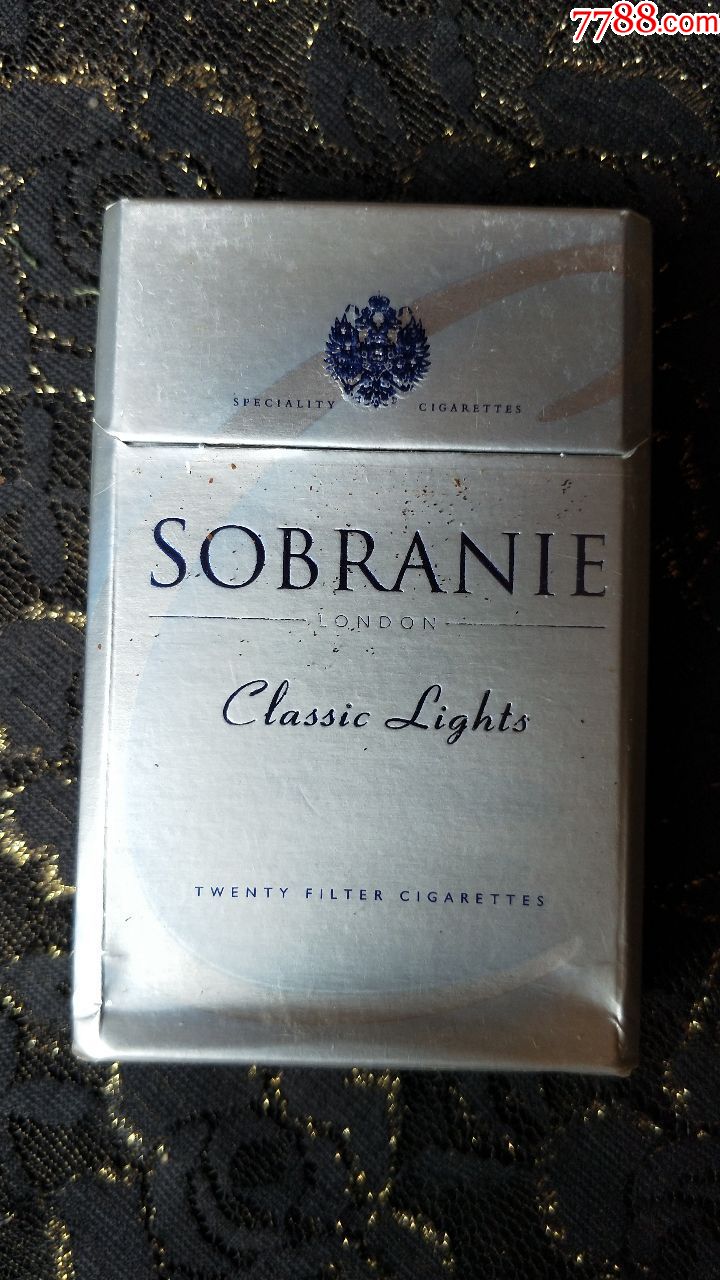 7788.com
SPECIALITY CIGARETTES
SOBRANIE
LONDON
Classic Lights
TWENTY FILTER CIGARETTES